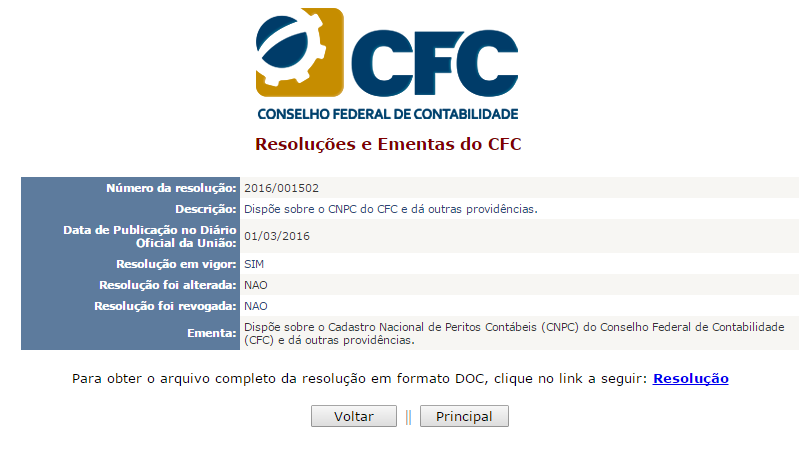 CFC
CONSELHO FEDERAL DE CONTABILIDADE
Resoluções e Ementas do CFC
Número da resolução: 2016/001502
Descrição: Dispõe sobre o CNPC do CFC e dá outras providências.
Data de Publicação no Diário
Oficial da União: 01/03/2016
Resolução em vigor: SIM
Resolução foi alterada: NAO
Resolução foi revogada: NAO
Ementa: Dispõe sobre o Cadastro Nacional de Peritos Contábeis (CNPC) do Conselho Federal de Contabilidade
(CFC) e dá outras providências.
Para obter o arquivo completo da resolução em formato DOC, clique no link a seguir: Resolução
Voltar || Principal